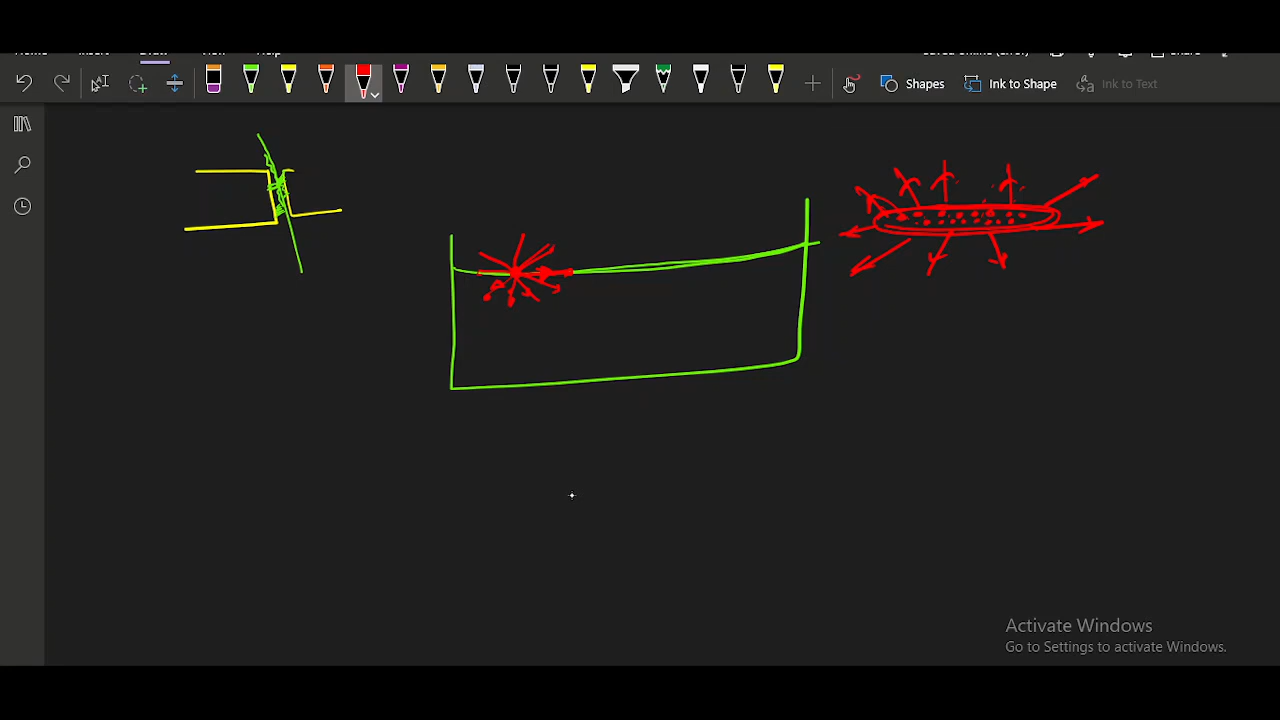 Shapes
Ink to Shape
Ink to Text
Activate Windows
Go to Settings to activate Windows.